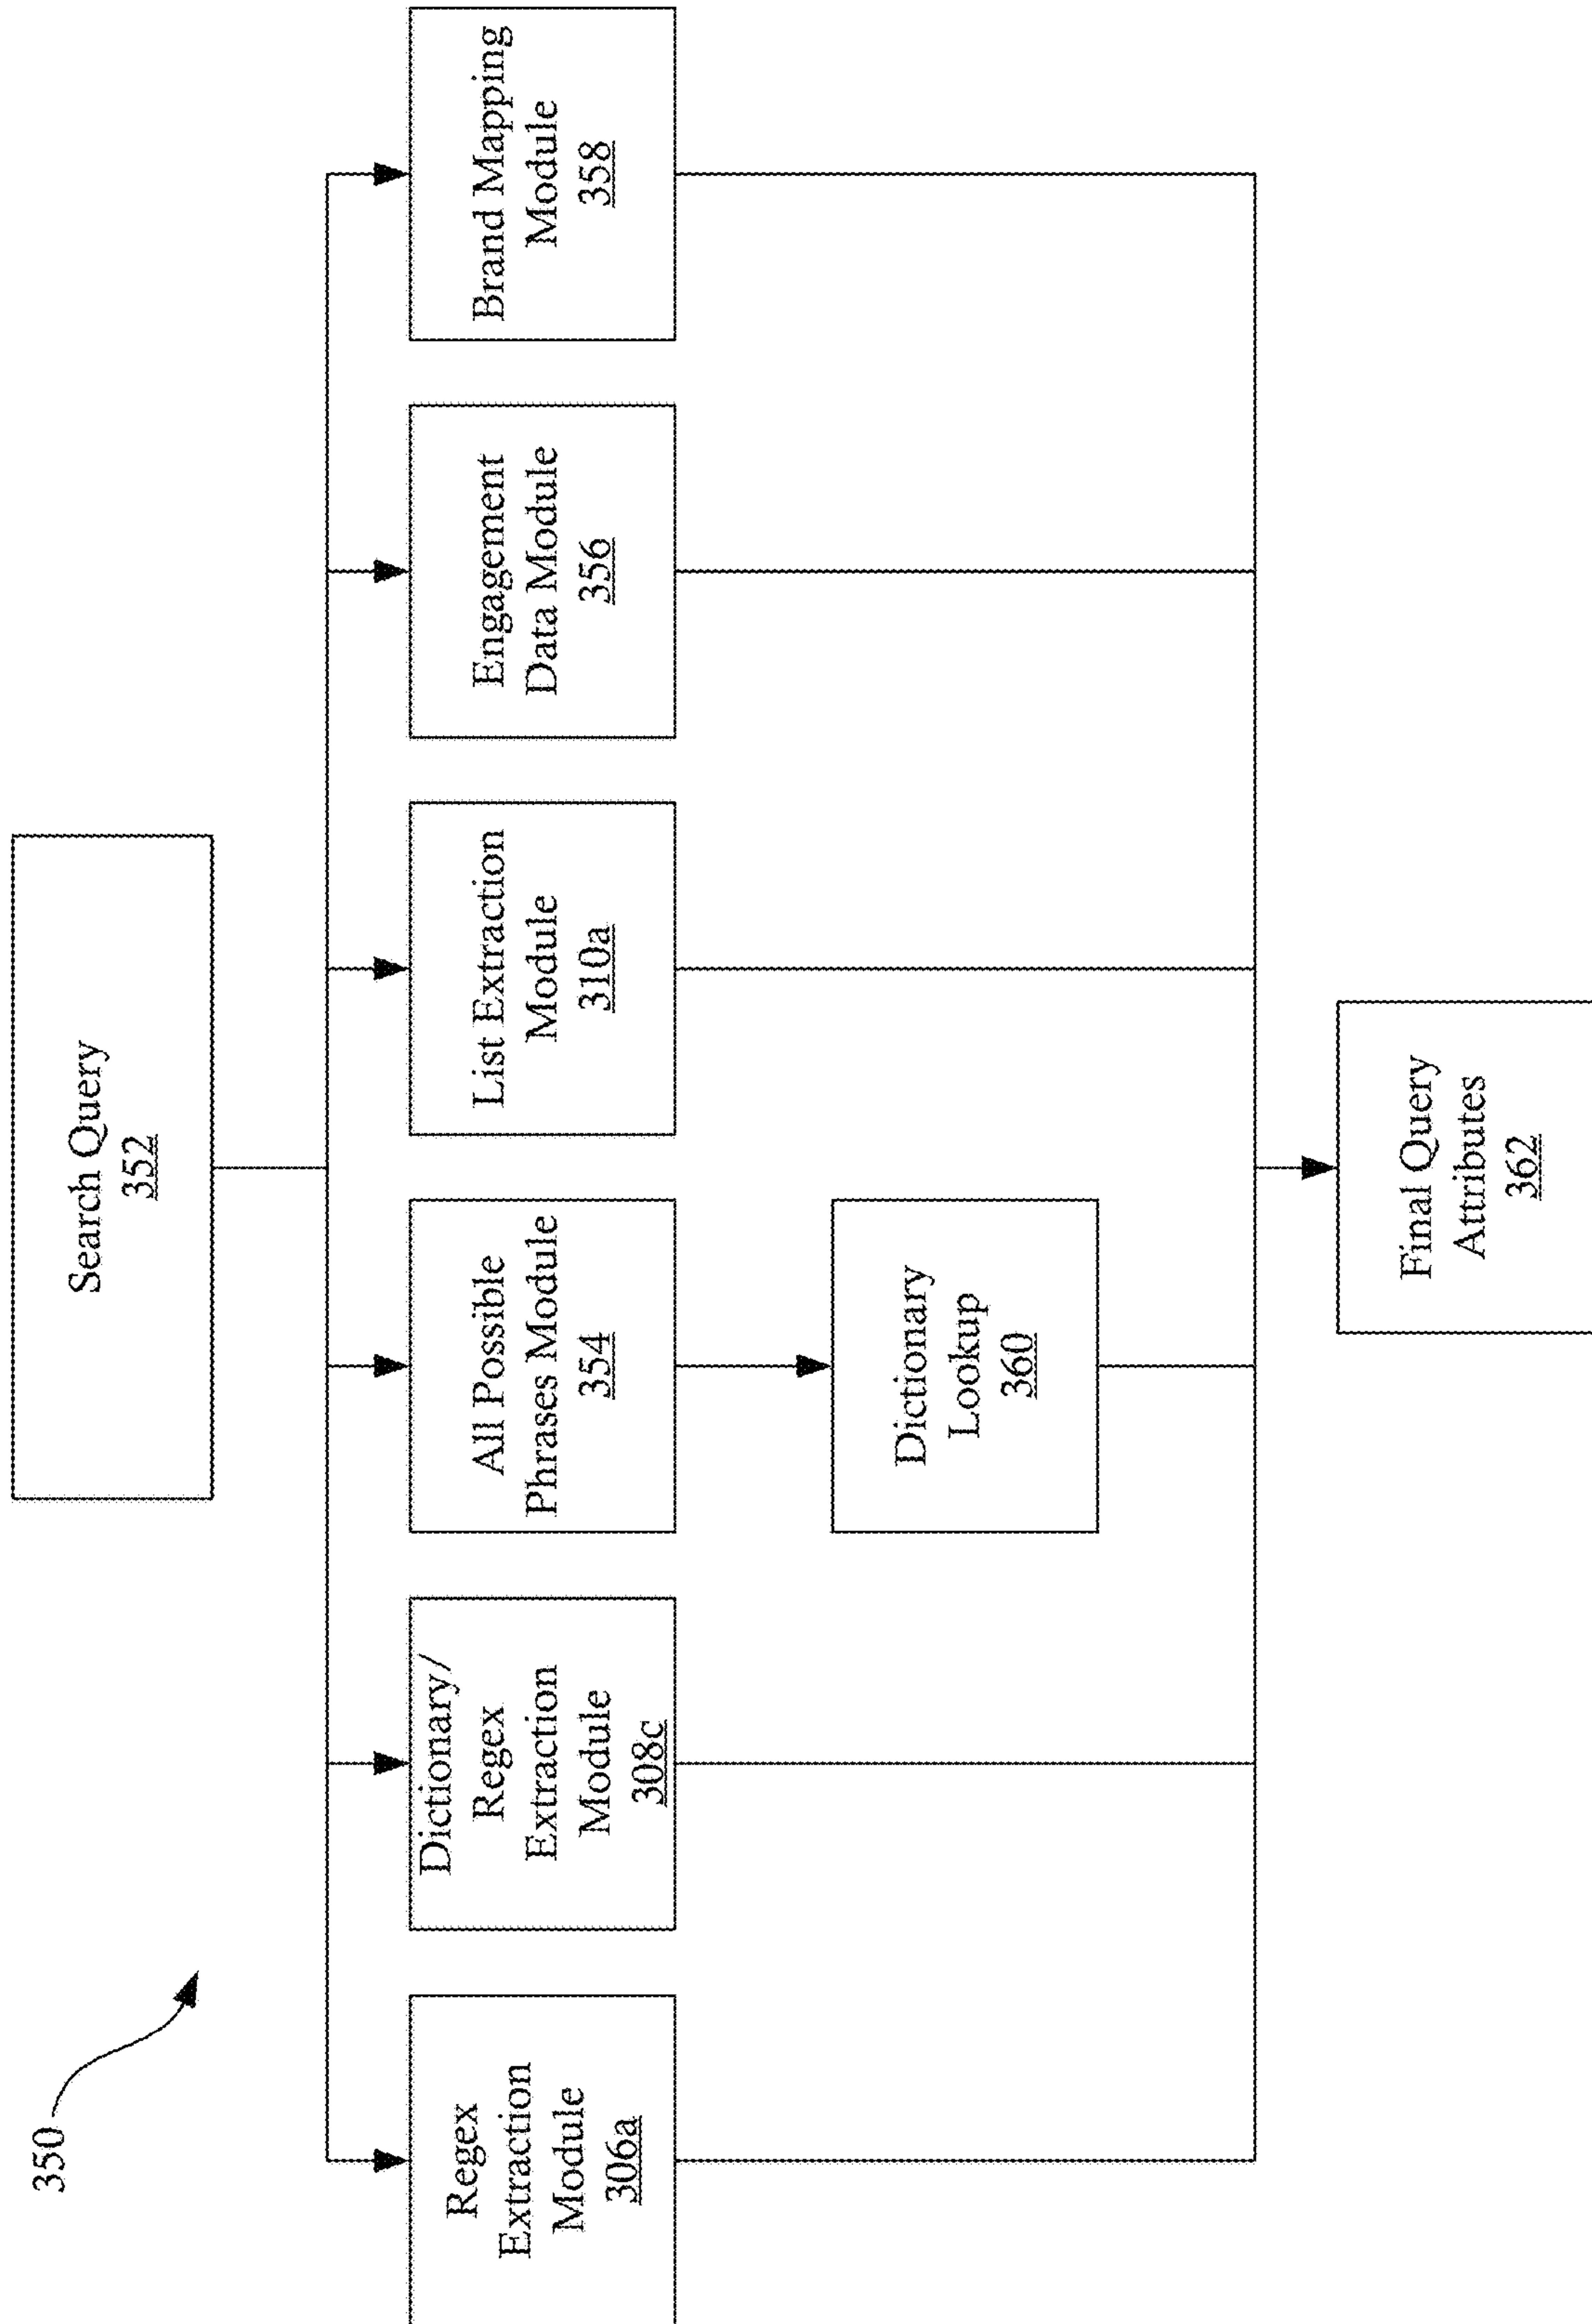 350
Search Query
352
Regex
Extraction
Module
306a
Dictionary/
Regex
Extraction
Module
308c
All Possible
Phrases Module
354
List Extraction
Module
310a
Engagement
Data Module
356
Brand Mapping
Module
358
Dictionary
Lookup
360
Final Query
Attributes
362